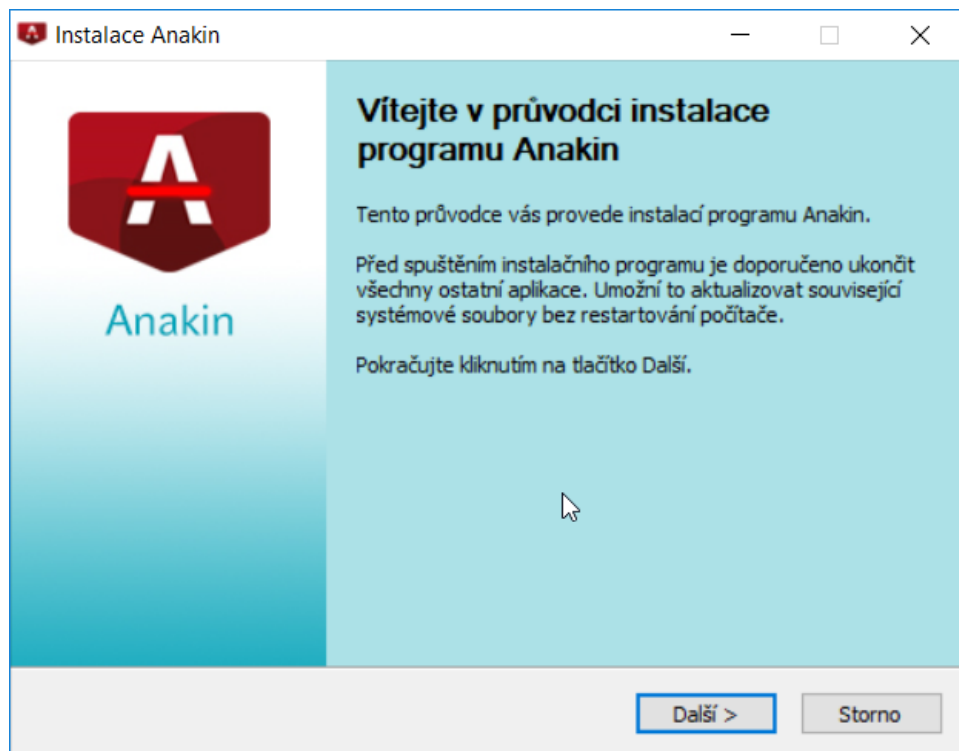 Instalace Anakin
A
Anakin
Vítejte v průvodci instalace
programu Anakin
Tento průvodce vás provede instalací programu Anakin.
Před spuštěním instalačního programu je doporučeno ukončit
všechny ostatní aplikace. Umožní to aktualizovat související
systémové soubory bez restartování počítače.
Pokračujte kliknutím na tlačítko Další.
Další >
Storno